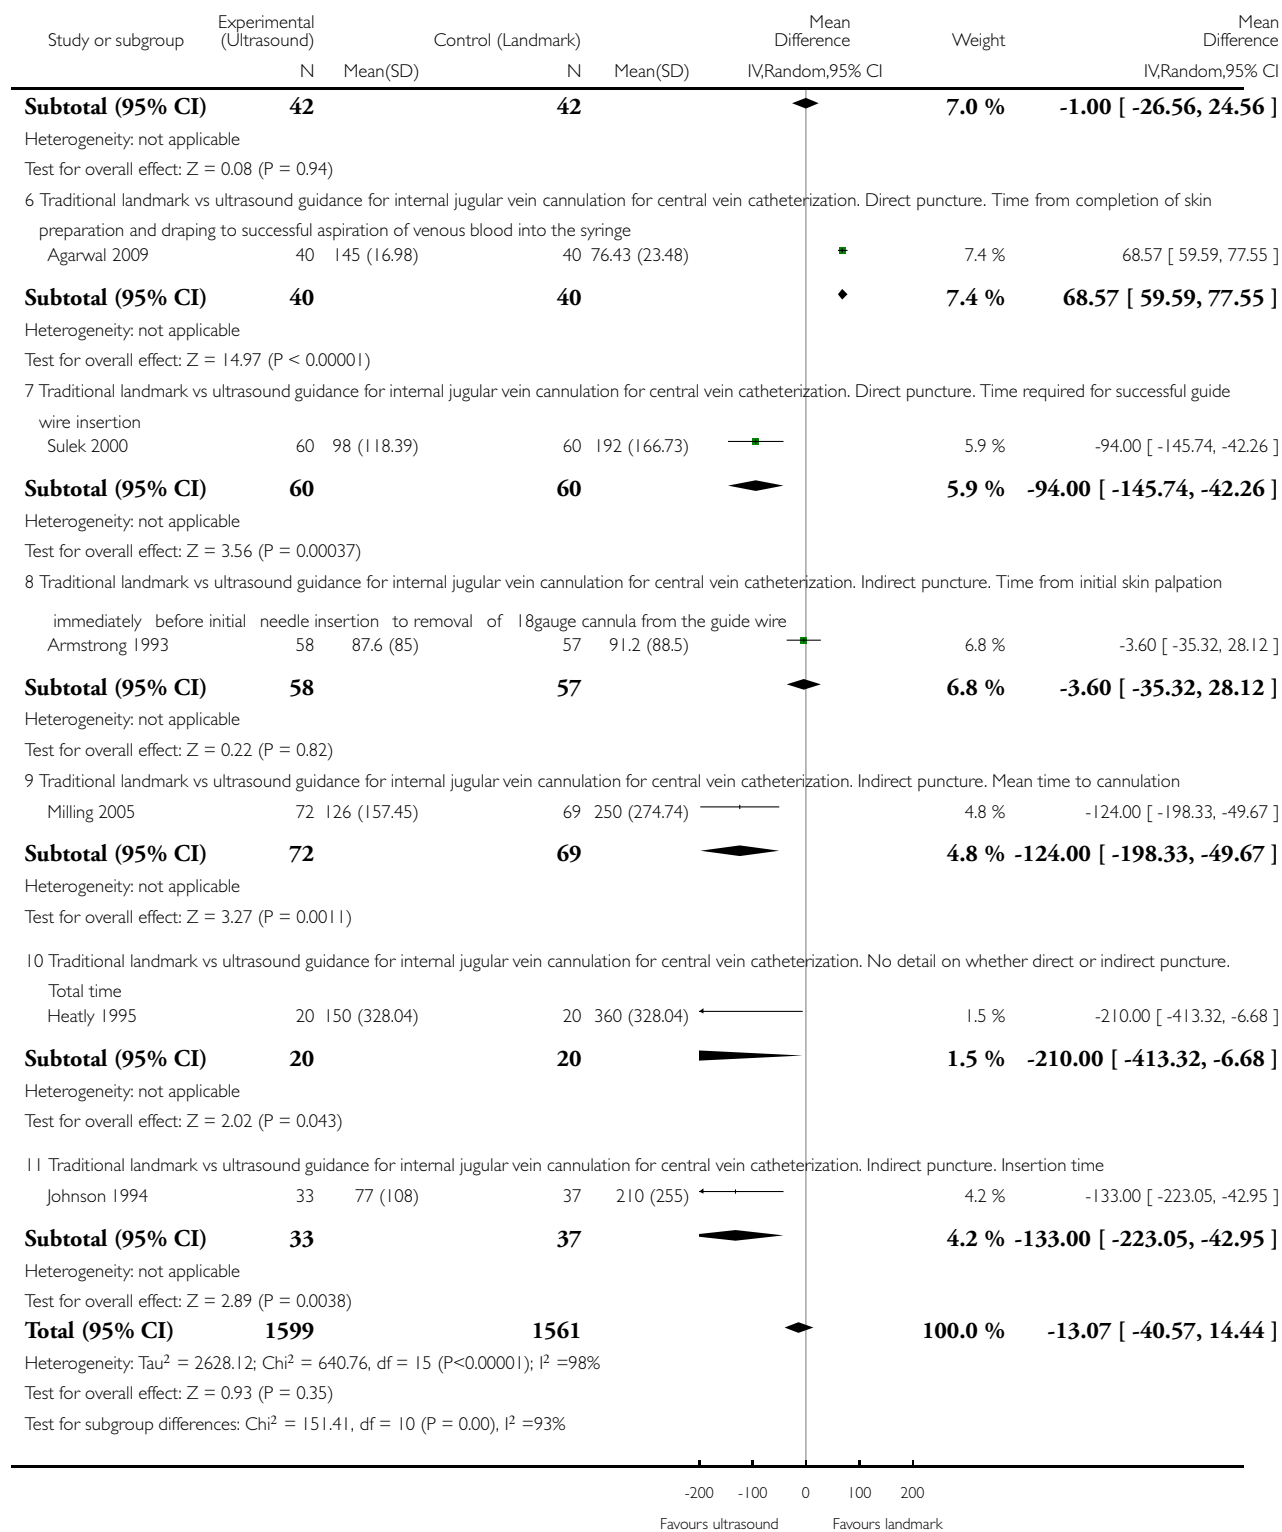 Study or subgroup Experimental (Ultrasound) Control (Landmark) Mean Difference Weight Mean Difference
N Mean(SD) N Mean(SD) IV,Random,95% CI IV,Random,95% CI
Subtotal (95% CI) 42 42 7.0 % -1.00 [ -26.56, 24.56 ]
Heterogeneity: not applicable
Test for overall effect: Z = 0.08 (P = 0.94)
6 Traditional landmark vs ultrasound guidance for internal jugular vein cannulation for central vein catheterization. Direct puncture. Time from completion of skin
preparation and draping to successful aspiration of venous blood into the syringe
Agarwal 2009 40 145 (16.98) 40 76.43 (23.48) 7.4 % 68.57 [ 59.59, 77.55 ]
Subtotal (95% CI) 40 40 7.4 % 68.57 [ 59.59, 77.55 ]
Heterogeneity: not applicable
Test for overall effect: Z = 14.97 (P < 0.00001)
7 Traditional landmark vs ultrasound guidance for internal jugular vein cannulation for central vein catheterization. Direct puncture. Time required for successful guide
wire insertion
Sulek 2000 60 98 (118.39) 60 192 (166.73) 5.9 % -94.00 [ -145.74, -42.26 ]
Subtotal (95% CI) 60 60 5.9 % -94.00 [ -145.74, -42.26 ]
Heterogeneity: not applicable
Test for overall effect: Z = 3.56 (P = 0.00037)
8 Traditional landmark vs ultrasound guidance for internal jugular vein cannulation for central vein catheterization. Indirect puncture. Time from initial skin palpation
immediately before initial needle insertion to removal of 18gauge cannula from the guide wire
Armstrong 1993 58 87.6 (85) 57 91.2 (88.5) 6.8 % -3.60 [ -35.32, 28.12 ]
Subtotal (95% CI) 58 57 6.8 % -3.60 [ -35.32, 28.12 ]
Heterogeneity: not applicable
Test for overall effect: Z = 0.22 (P = 0.82)
9 Traditional landmark vs ultrasound guidance for internal jugular vein cannulation for central vein catheterization. Indirect puncture. Mean time to cannulation
Milling 2005 72 126 (157.45) 69 250 (274.74) 4.8 % -124.00 [ -198.33, -49.67 ]
Subtotal (95% CI) 72 69 4.8 % -124.00 [ -198.33, -49.67 ]
Heterogeneity: not applicable
Test for overall effect: Z = 3.27 (P = 0.0011)
10 Traditional landmark vs ultrasound guidance for internal jugular vein cannulation for central vein catheterization. No detail on whether direct or indirect puncture.
Total time
Heatly 1995 20 150 (328.04) 20 360 (328.04) 1.5 % -210.00 [ -413.32, -6.68 ]
Subtotal (95% CI) 20 20 1.5 % -210.00 [ -413.32, -6.68 ]
Heterogeneity: not applicable
Test for overall effect: Z = 2.02 (P = 0.043)
11 Traditional landmark vs ultrasound guidance for internal jugular vein cannulation for central vein catheterization. Indirect puncture. Insertion time
Johnson 1994 33 77 (108) 37 210 (255) 4.2 % -133.00 [ -223.05, -42.95 ]
Subtotal (95% CI) 33 37 4.2 % -133.00 [ -223.05, -42.95 ]
Heterogeneity: not applicable
Test for overall effect: Z = 2.89 (P = 0.0038)
Total (95% CI) 1599 1561 100.0 % -13.07 [ -40.57, 14.44 ]
Heterogeneity: Tau² = 2628.12; Chi² = 640.76, df = 15 (P<0.00001); I² =98%
Test for overall effect: Z = 0.93 (P = 0.35)
Test for subgroup differences: Chi² = 151.41, df = 10 (P = 0.00), I² =93%
-200 -100 0 100 200
Favours ultrasound Favours landmark